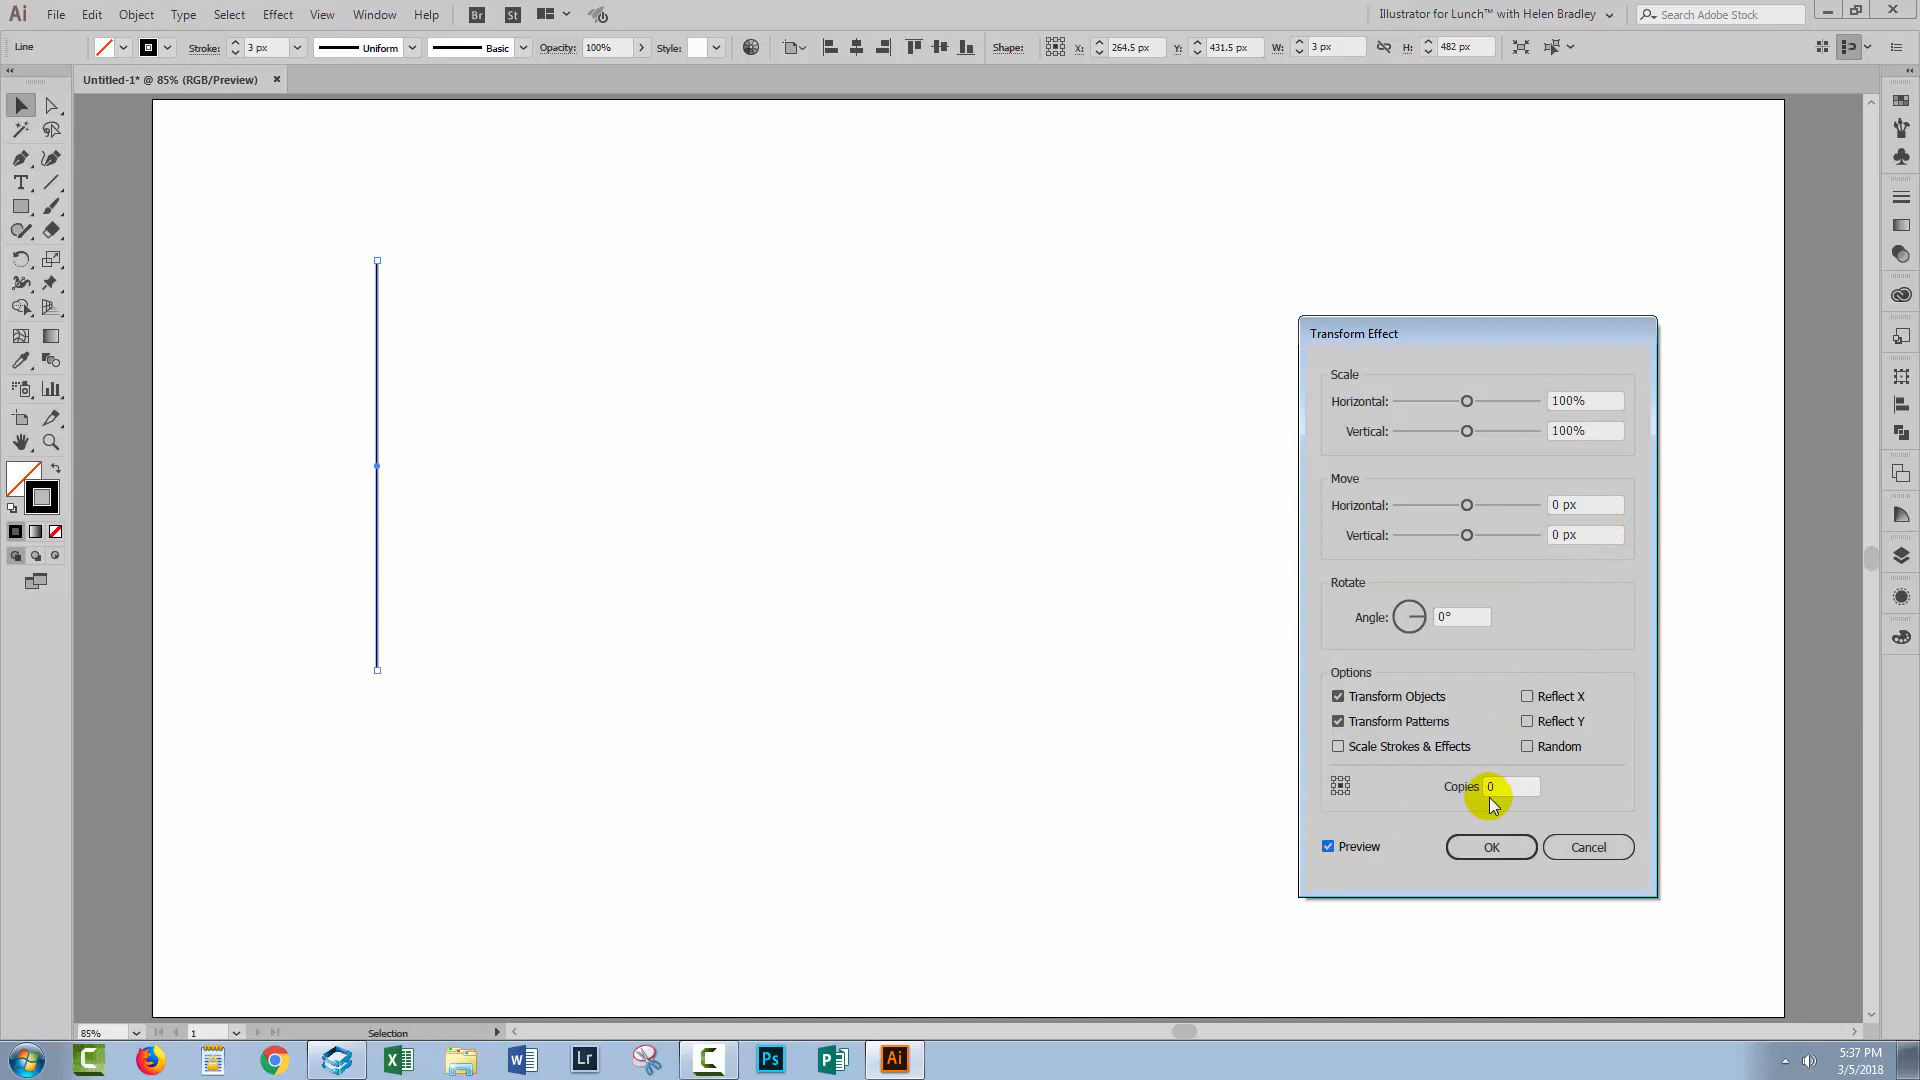 Ai File Edit Object Type Select Effect View Window Help Br St Illustrator for Lunch™ with Helen Bradley Search Adobe Stock
Line Stroke: 3 px Uniform Basic Opacity: 100% Style: Shape: X: 264.5 px Y: 431.5 px W: 3 px H: 482 px
Untitled-1* @ 85% (RGB/Preview)
Transform Effect
Scale
Horizontal: 100%
Vertical: 100%
Move
Horizontal: 0 px
Vertical: 0 px
Rotate
Angle: 0°
Options
Transform Objects Reflect X
Transform Patterns Reflect Y
Scale Strokes & Effects Random
Copies 0
Preview OK Cancel
85% 1 Selection
Lr Ps Ai
5:37 PM
3/5/2018